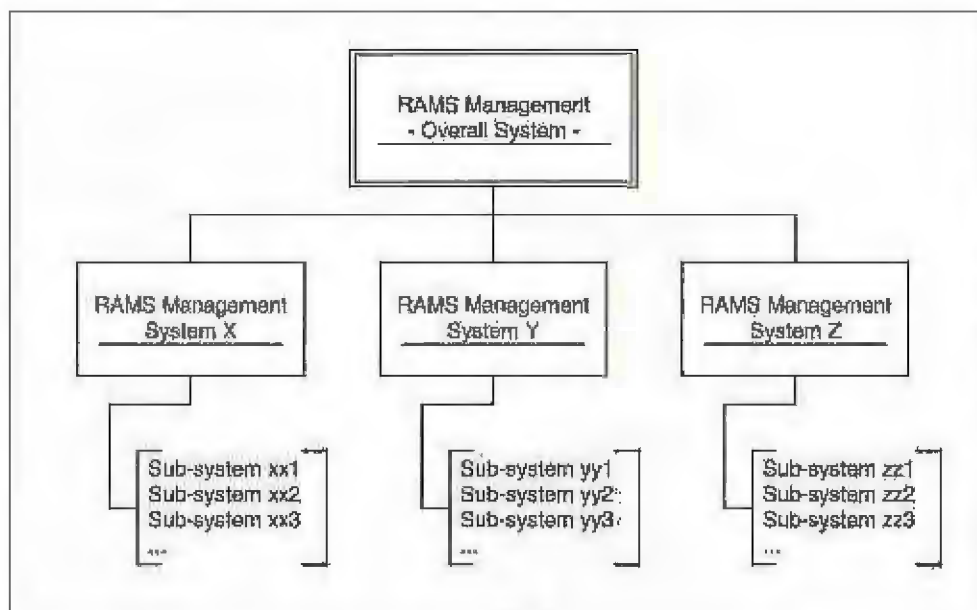 RAMS Management
- Overall System -
RAMS Management
System X
RAMS Management
System Y
RAMS Management
System Z
Sub-system xx1
Sub-system xx2
Sub-system xx3
...
Sub-system yy1
Sub-system yy2
Sub-system yy3
...
Sub-system zz1
Sub-system zz2
Sub-system zz3
...